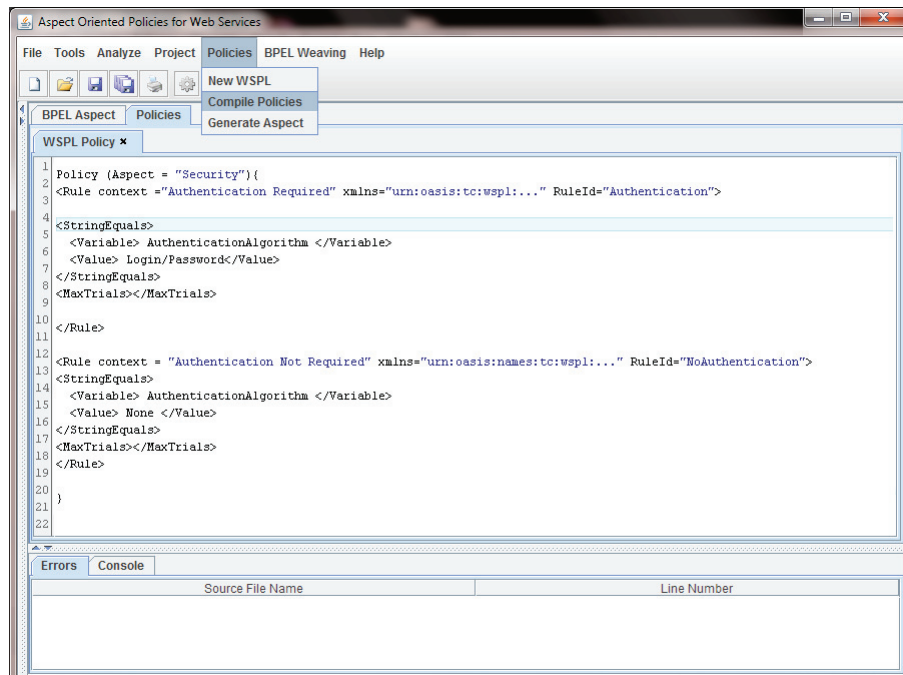 Aspect Oriented Policies for Web Services
File Tools Analyze Project Policies BPEL Weaving Help
New WSPL
Compile Policies
Generate Aspect
BPEL Aspect Policies
WSPL Policy ×
1
2
3
4
5
6
7
8
9
10
11
12
13
14
15
16
17
18
19
20
21
22
Policy (Aspect = "Security"){
<Rule context ="Authentication Required" xmlns="urn:oasis:tc:wspl:..." RuleId="Authentication">
<StringEquals>
<Variable> AuthenticationAlgorithm </Variable>
<Value> Login/Password</Value>
</StringEquals>
<MaxTrials></MaxTrials>
</Rule>
<Rule context = "Authentication Not Required" xmlns="urn:oasis:names:tc:wspl:..." RuleId="NoAuthentication">
<StringEquals>
<Variable> AuthenticationAlgorithm </Variable>
<Value> None </Value>
</StringEquals>
<MaxTrials></MaxTrials>
</Rule>
}
Errors Console
Source File Name Line Number